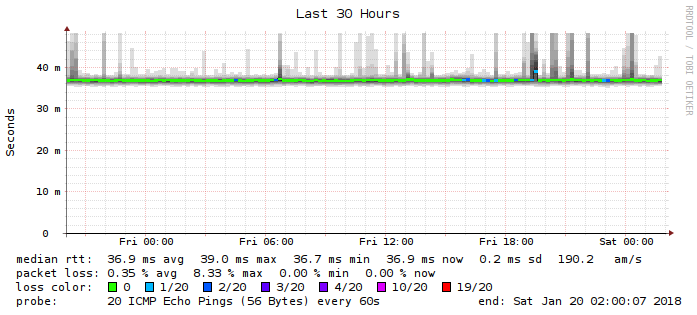 Last 30 Hours
RRDTOOL / TOBI OETIKER
Seconds
40 m
30 m
20 m
10 m
0
Fri 00:00 Fri 06:00 Fri 12:00 Fri 18:00 Sat 00:00
median rtt: 36.9 ms avg 39.0 ms max 36.7 ms min 36.9 ms now 0.2 ms sd 190.2 am/s
packet loss: 0.35 % avg 8.33 % max 0.00 % min 0.00 % now
loss color: 0 1/20 2/20 3/20 4/20 10/20 19/20
probe: 20 ICMP Echo Pings (56 Bytes) every 60s end: Sat Jan 20 02:00:07 2018